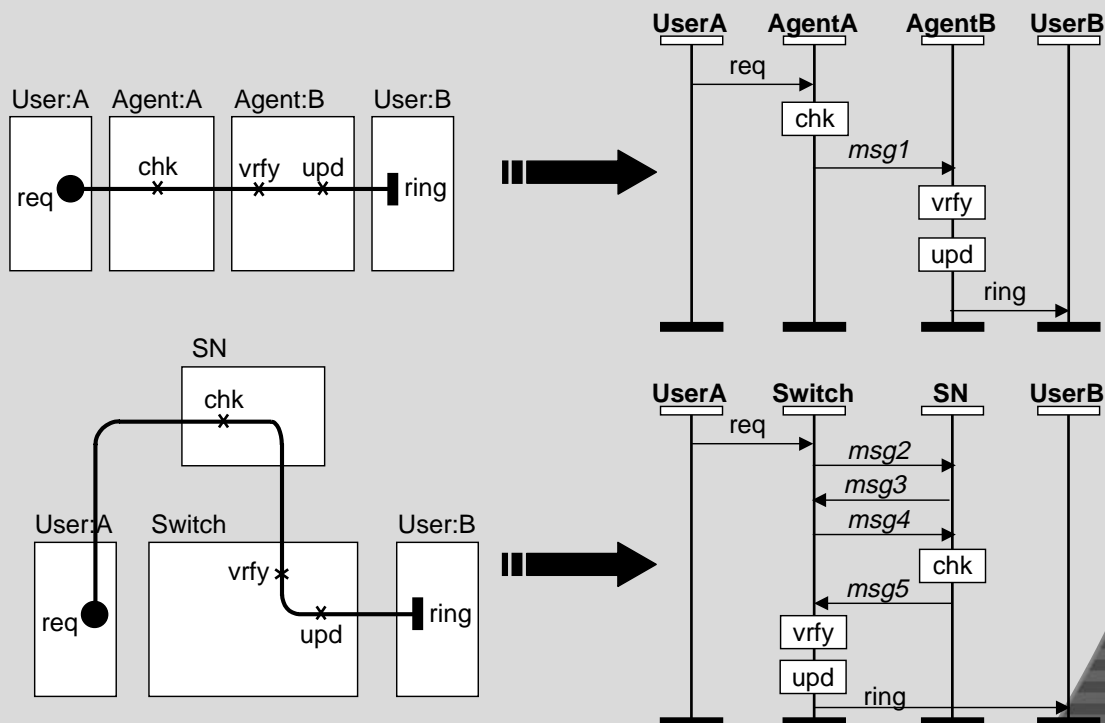 User:A Agent:A Agent:B User:B
chk vrfy upd
req ring
UserA AgentA AgentB UserB
req
chk
msg1
vrfy
upd
ring
SN
chk
User:A Switch User:B
vrfy
req upd ring
UserA Switch SN UserB
req
msg2
msg3
msg4
chk
msg5
vrfy
upd
ring